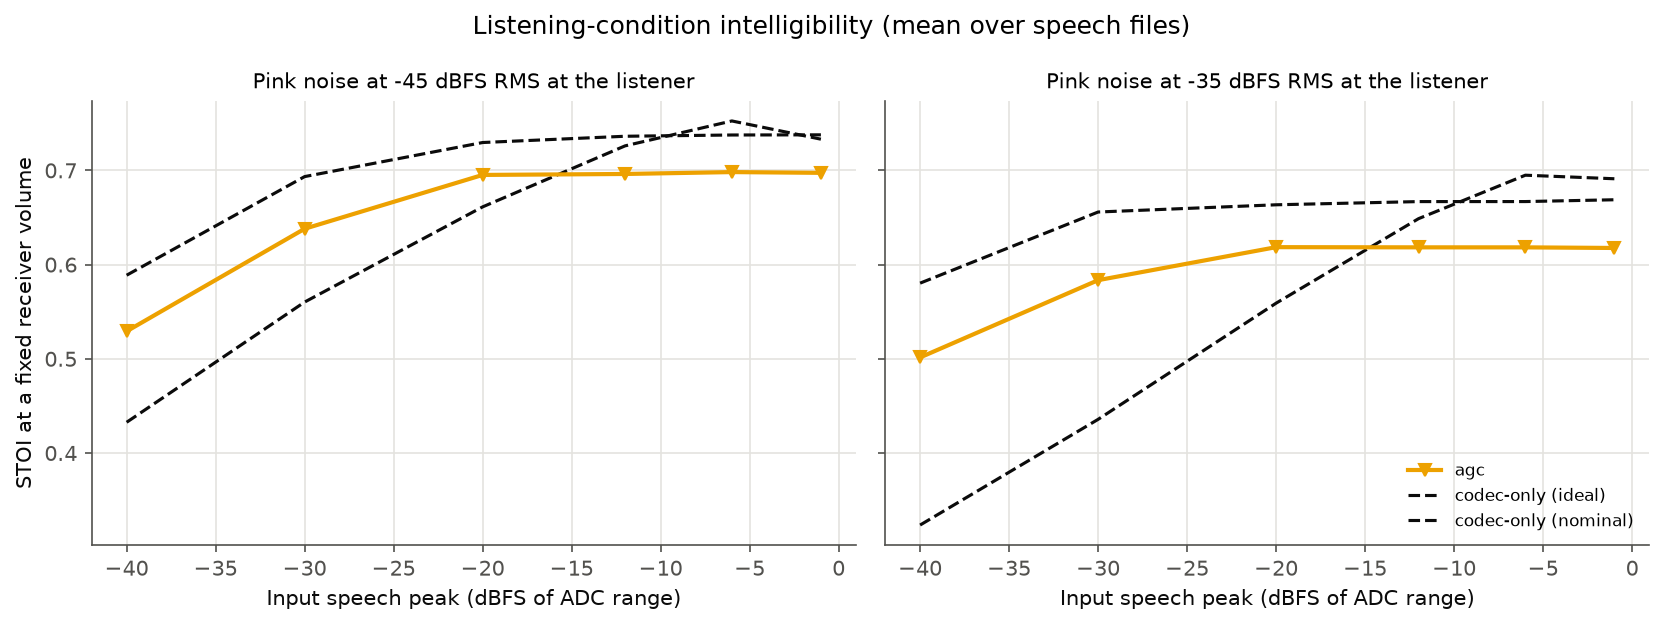 Listening-condition intelligibility (mean over speech files)
Pink noise at -45 dBFS RMS at the listener
Pink noise at -35 dBFS RMS at the listener
STOI at a fixed receiver volume
0.7
0.6
0.5
0.4
agc
codec-only (ideal)
codec-only (nominal)
−40 −35 −30 −25 −20 −15 −10 −5 0
−40 −35 −30 −25 −20 −15 −10 −5 0
Input speech peak (dBFS of ADC range)
Input speech peak (dBFS of ADC range)